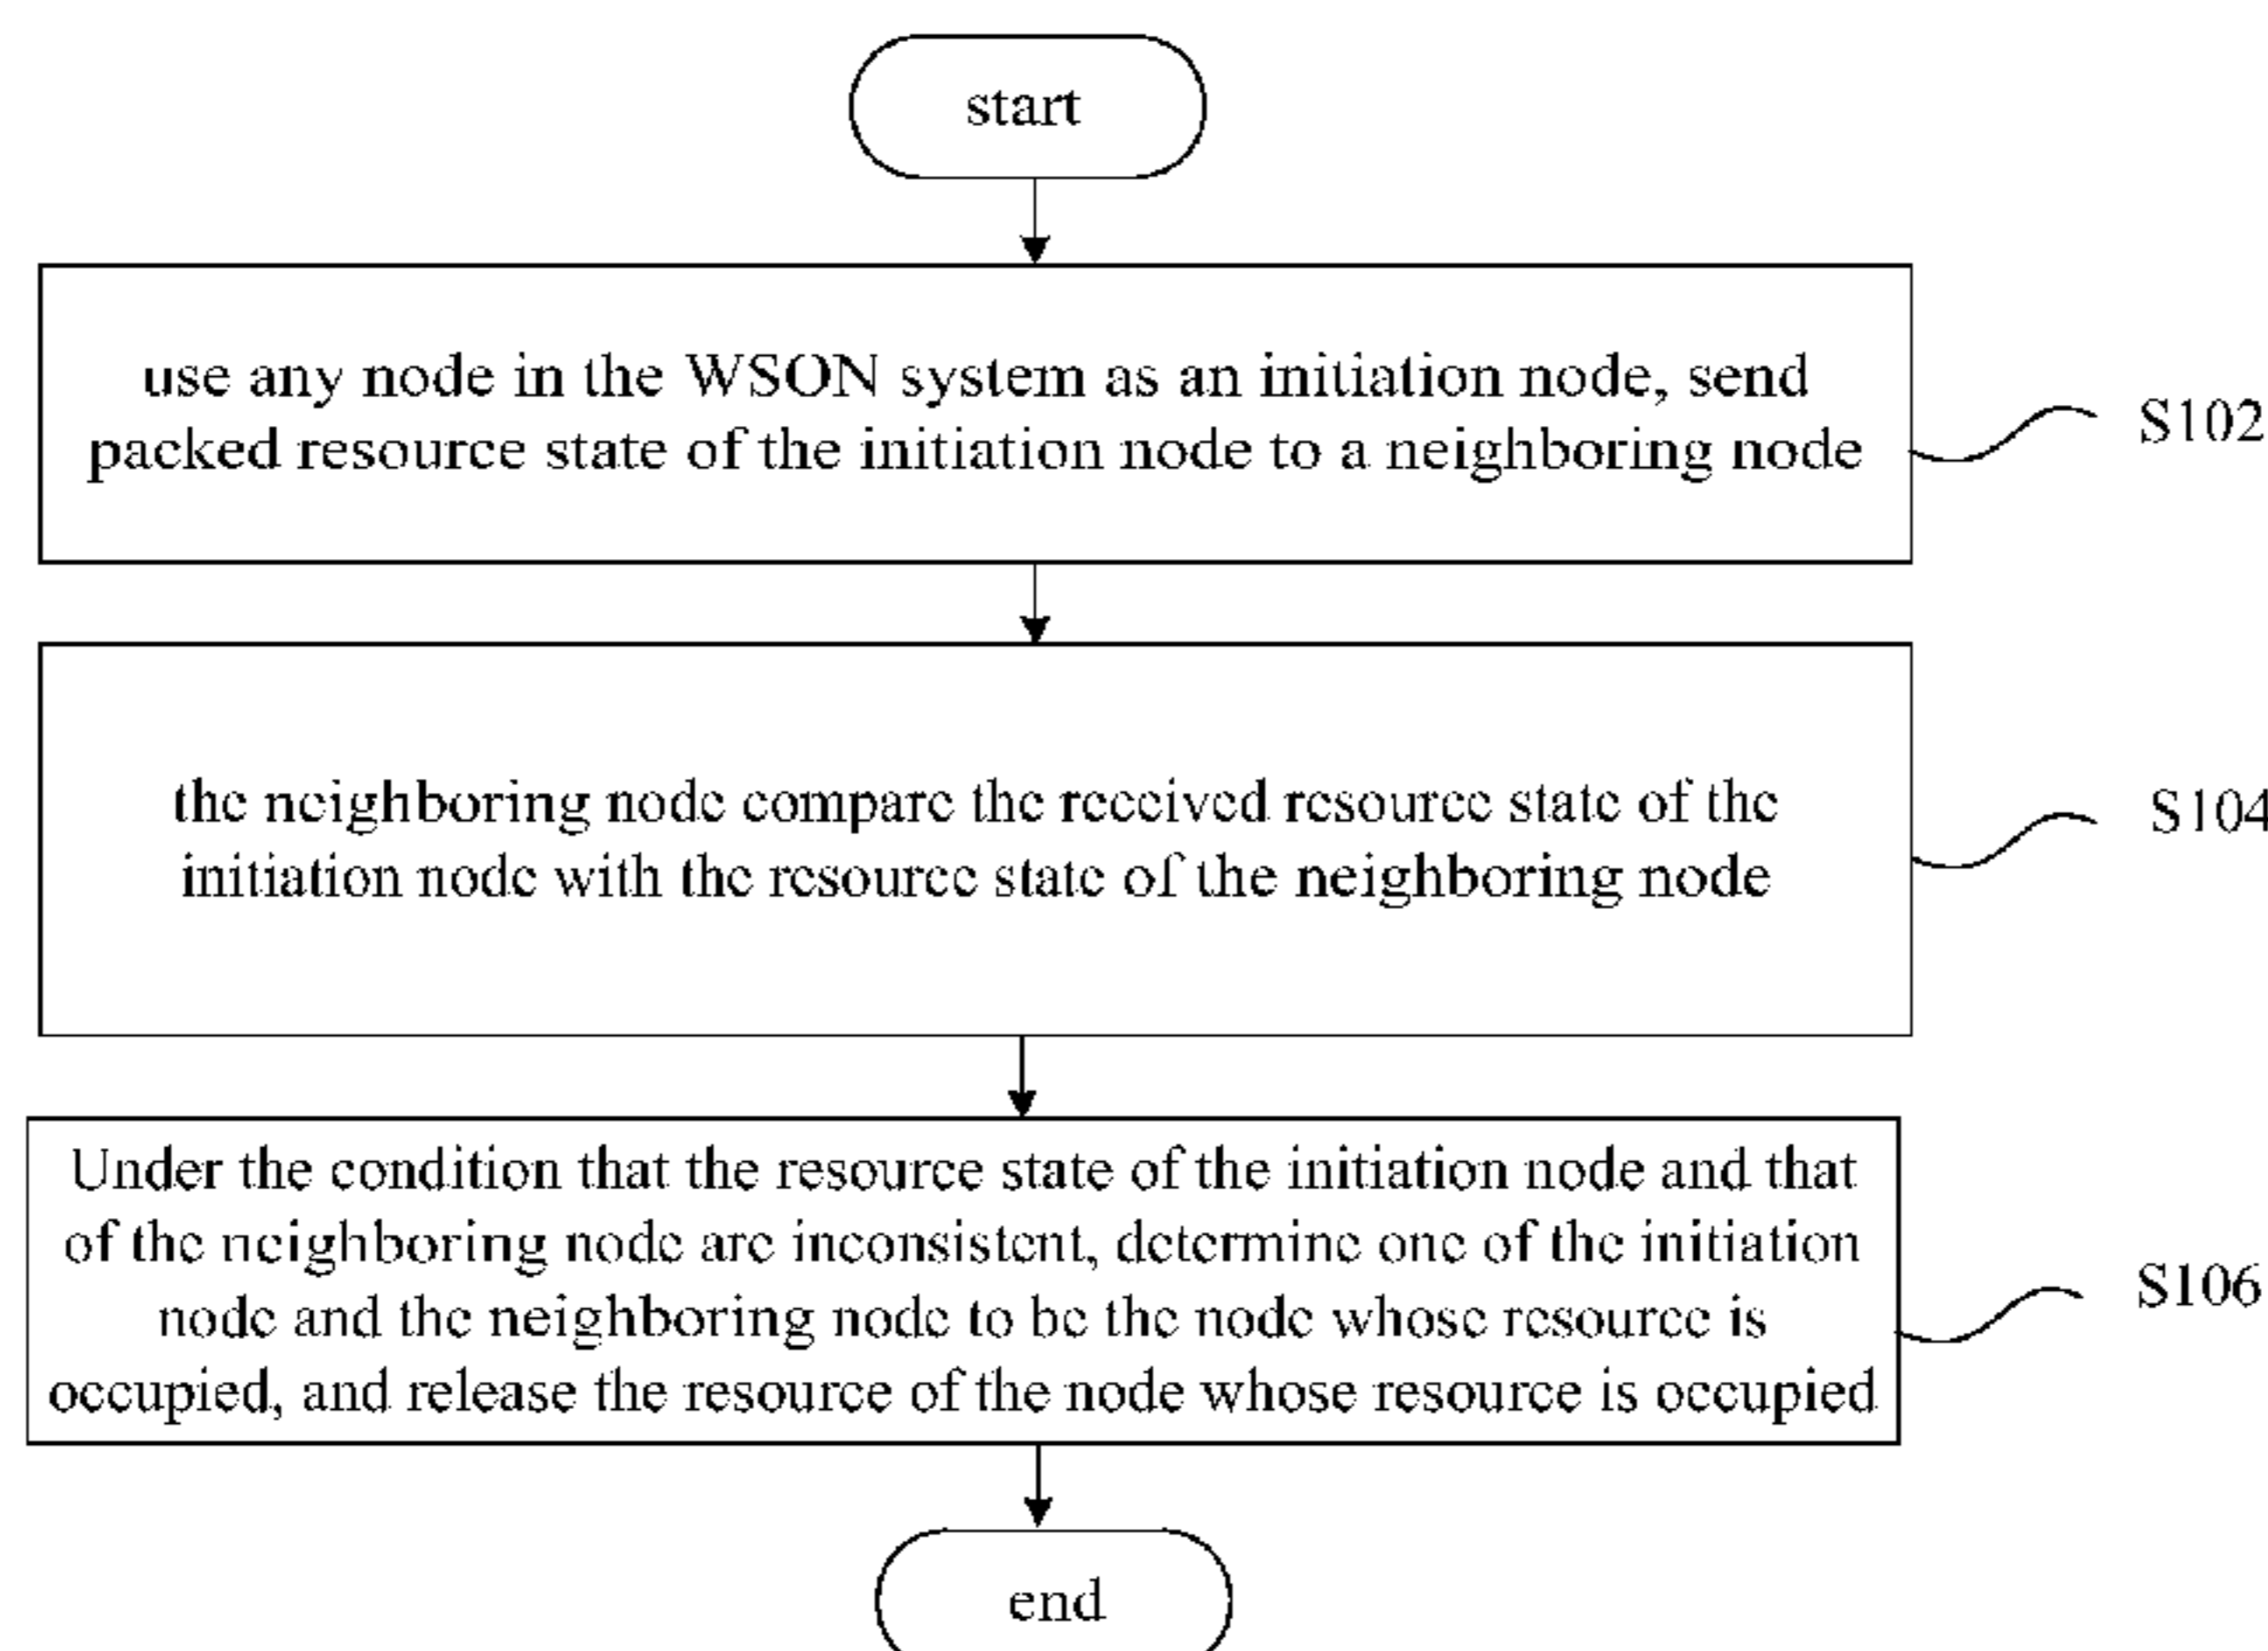 start
use any node in the WSON system as an initiation node, send
packed resource state of the initiation node to a neighboring node
S102
the neighboring node compare the received resource state of the
initiation node with the resource state of the neighboring node
S104
Under the condition that the resource state of the initiation node and that
of the neighboring node are inconsistent, determine one of the initiation
node and the neighboring node to be the node whose resource is
occupied, and release the resource of the node whose resource is occupied
S106
end